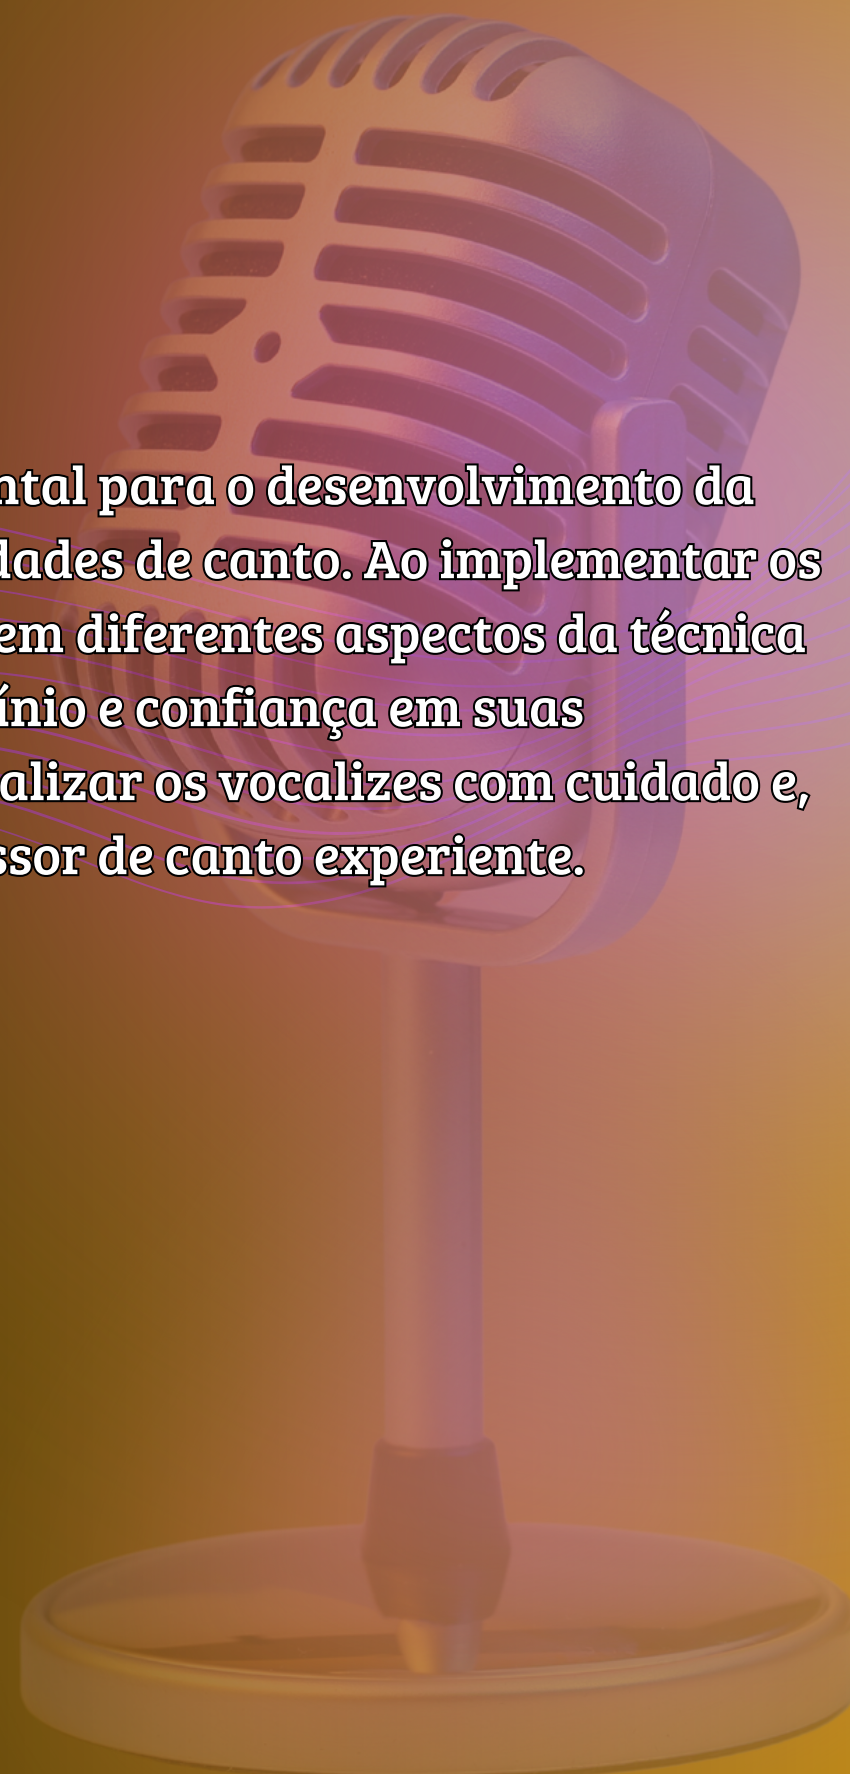 ntal para o desenvolvimento da
dades de canto. Ao implementar os
em diferentes aspectos da técnica
ínio e confiança em suas
alizar os vocalizes com cuidado e,
ssor de canto experiente.